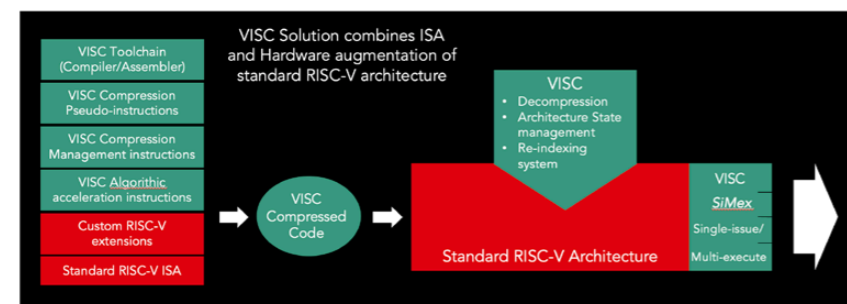 VISC Solution combines ISA
and Hardware augmentation of
standard RISC-V architecture
VISC Toolchain
(Compiler/Assembler)
VISC Compression
Pseudo-instructions
VISC Compression
Management instructions
VISC Algorithic
acceleration instructions
Custom RISC-V
extensions
Standard RISC-V ISA
VISC
Compressed
Code
VISC
• Decompression
• Architecture State
management
• Re-indexing
system
Standard RISC-V Architecture
VISC
SiMex
Single-issue/
Multi-execute